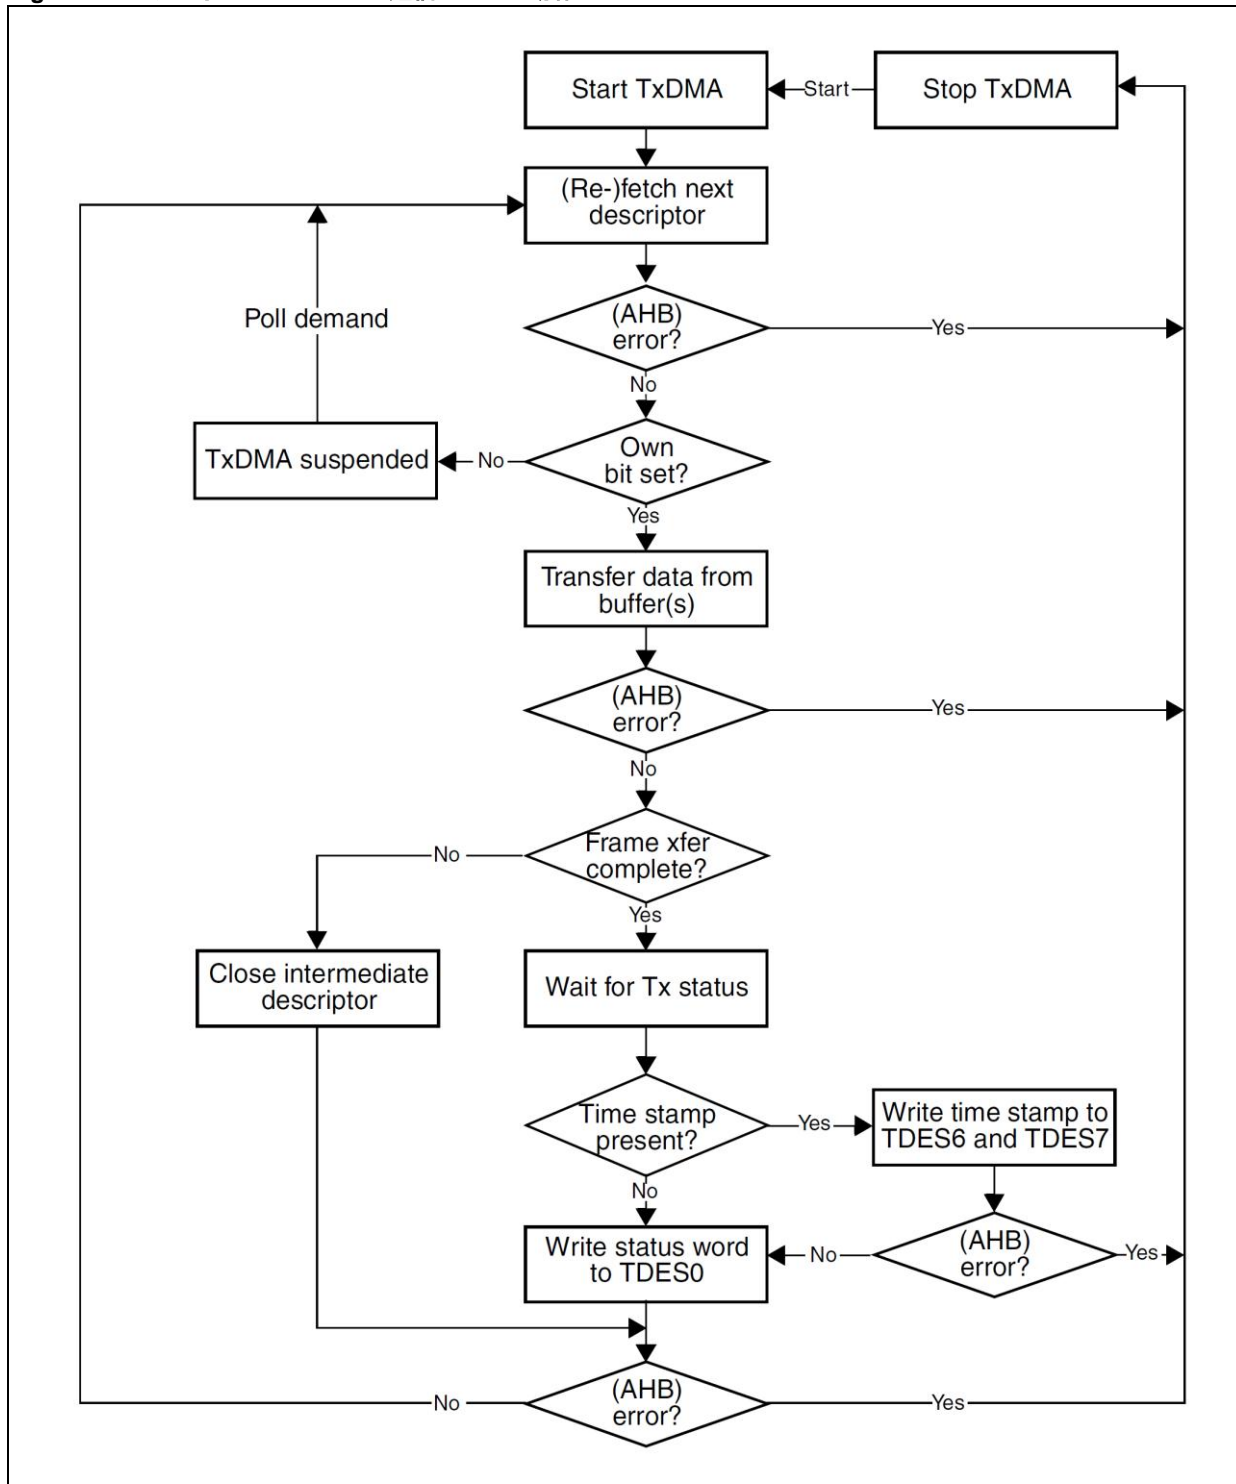 Start TxDMA
Start
Stop TxDMA
(Re-)fetch next
descriptor
Poll demand
(AHB)
error?
Yes
No
TxDMA suspended
No
Own
bit set?
Yes
Transfer data from
buffer(s)
(AHB)
error?
Yes
No
No
Frame xfer
complete?
Yes
Close intermediate
descriptor
Wait for Tx status
Time stamp
present?
Yes
Write time stamp to
TDES6 and TDES7
No
Write status word
to TDES0
No
(AHB)
error?
Yes
No
(AHB)
error?
Yes